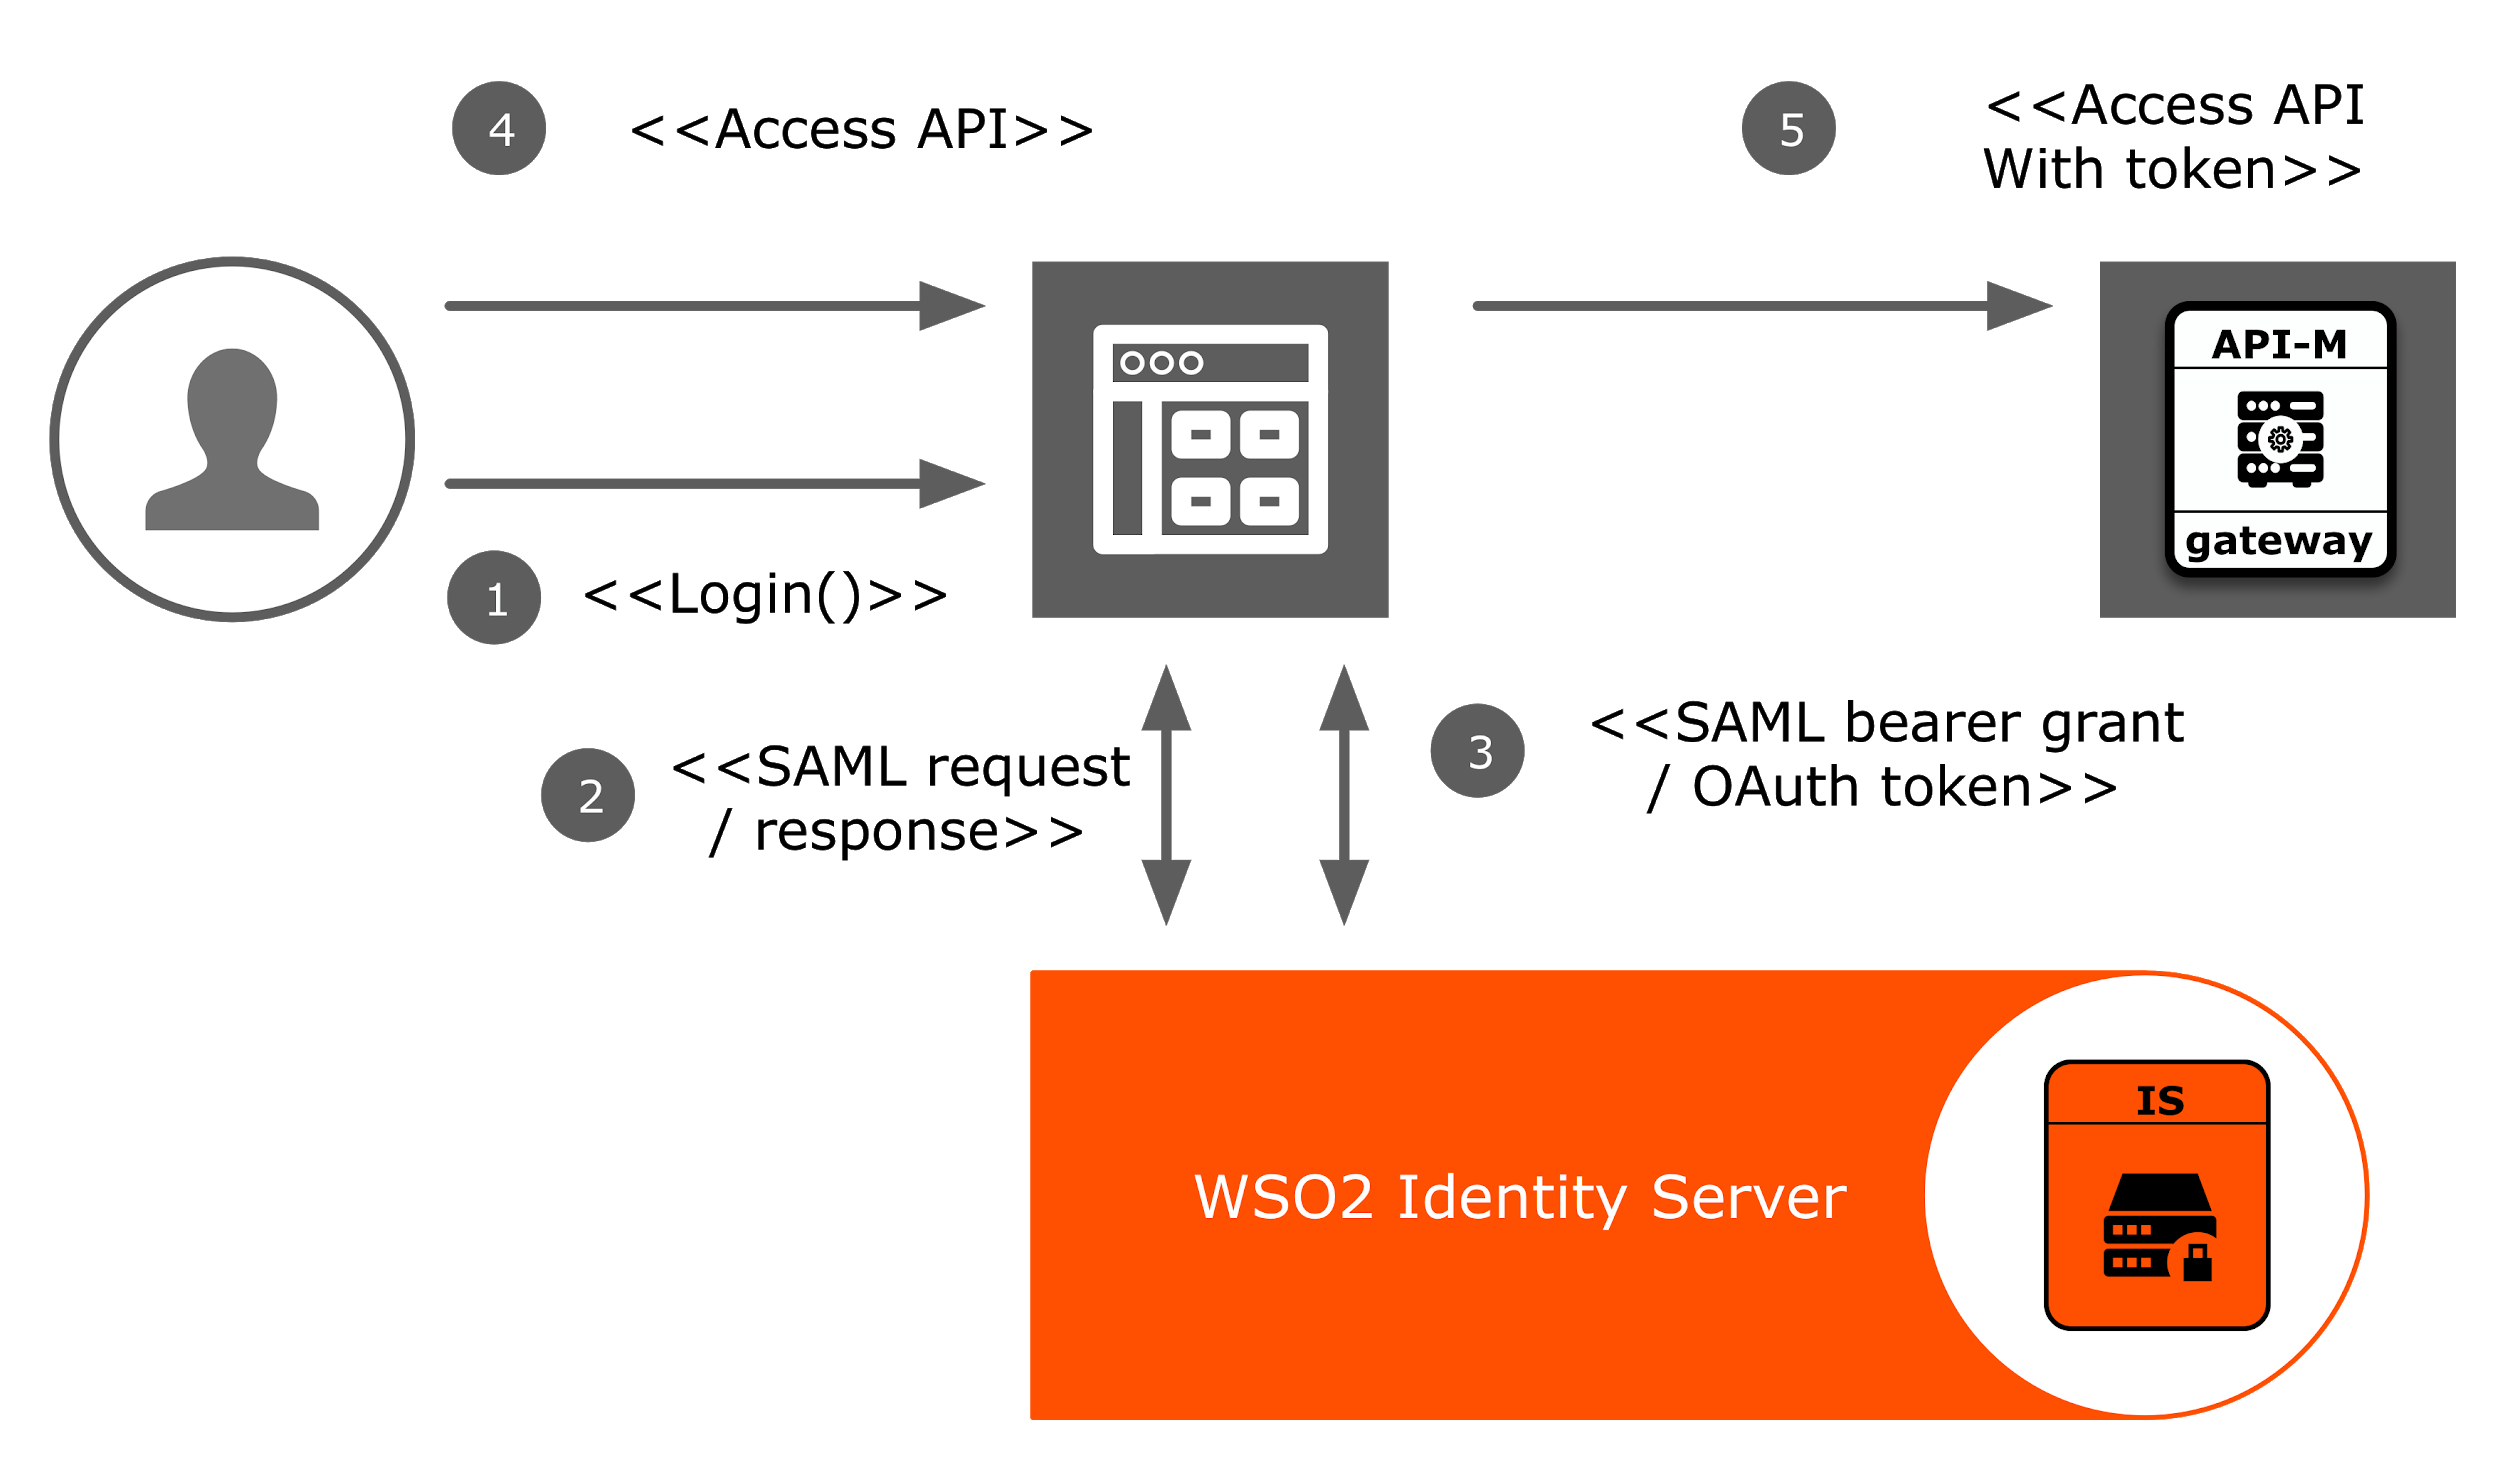 4
<<Access API>>
5
<<Access API
With token>>
API-M
gateway
1
<<Login()>>
2
<<SAML request
/ response>>
3
<<SAML bearer grant
/ OAuth token>>
WSO2 Identity Server
IS